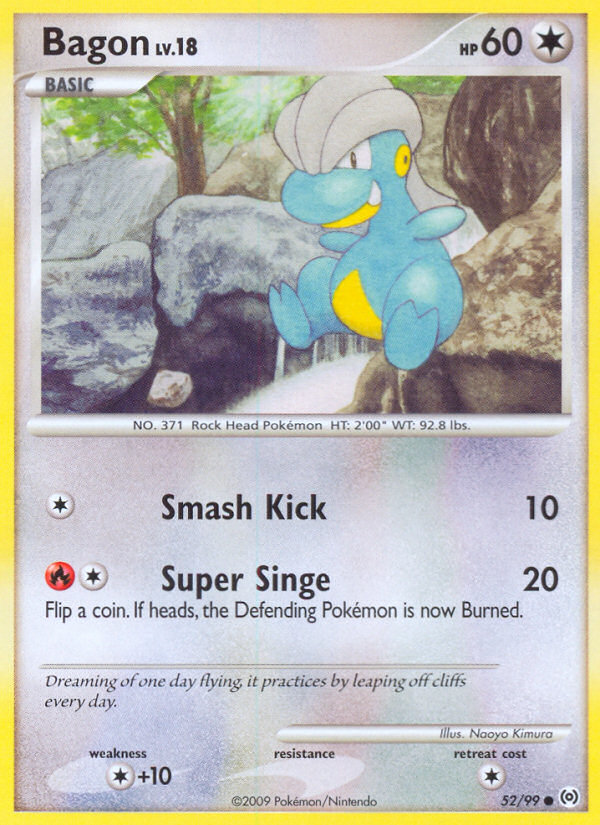 Bagon LV.18
HP 60
BASIC
NO. 371 Rock Head Pokémon HT: 2'00" WT: 92.8 lbs.
Smash Kick 10
Super Singe 20
Flip a coin. If heads, the Defending Pokémon is now Burned.
Dreaming of one day flying, it practices by leaping off cliffs
every day.
Illus. Naoyo Kimura
weakness resistance retreat cost
+10
©2009 Pokémon/Nintendo 52/99